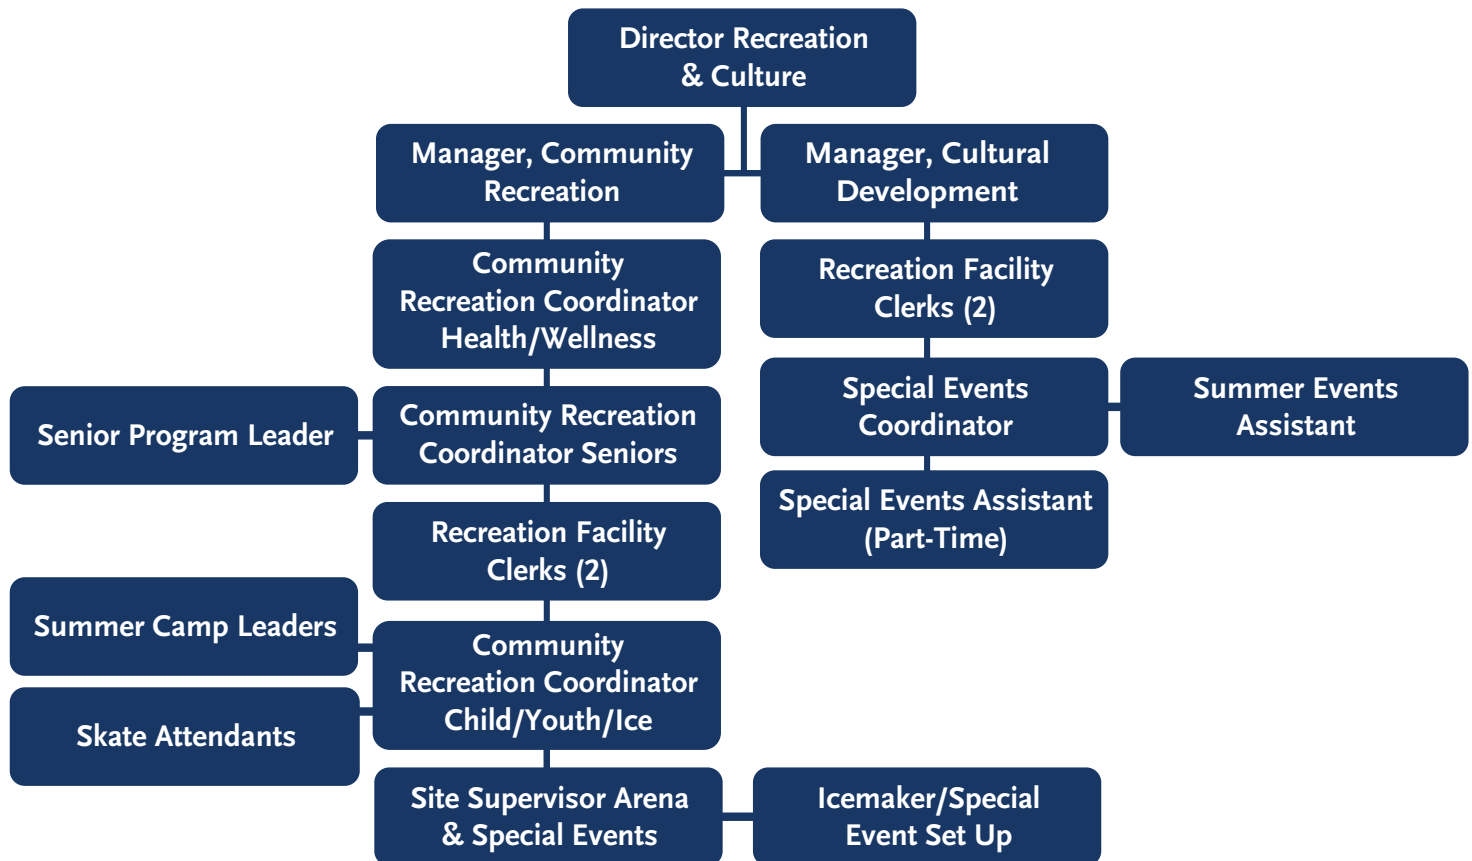 Director Recreation
& Culture
Manager, Community
Recreation
Manager, Cultural
Development
Community
Recreation Coordinator
Health/Wellness
Recreation Facility
Clerks (2)
Senior Program Leader
Community Recreation
Coordinator Seniors
Special Events
Coordinator
Summer Events
Assistant
Recreation Facility
Clerks (2)
Special Events Assistant
(Part-Time)
Summer Camp Leaders
Skate Attendants
Community
Recreation Coordinator
Child/Youth/Ice
Site Supervisor Arena
& Special Events
Icemaker/Special
Event Set Up